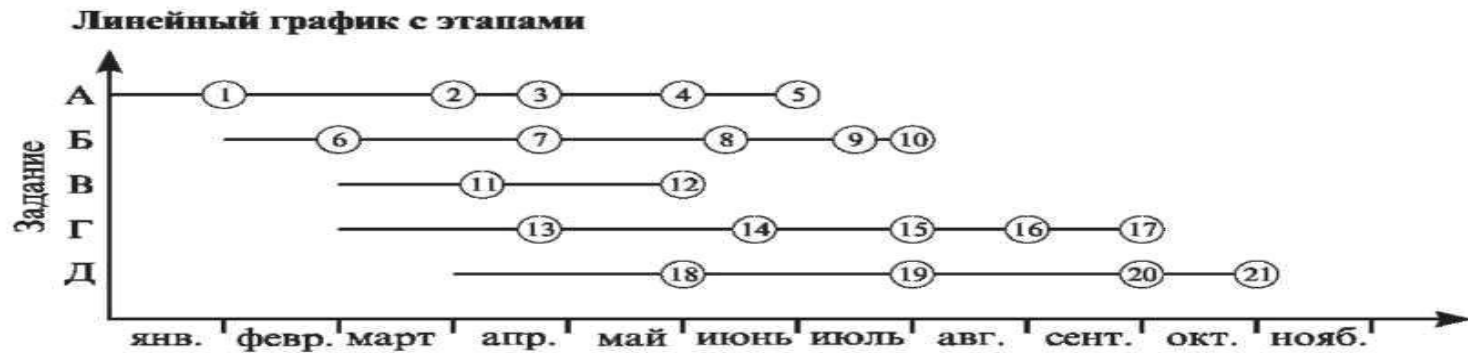 Линейный график с этапами
Задание
А 1 2 3 4 5
Б 6 7 8 9 10
В 11 12
Г 13 14 15 16 17
Д 18 19 20 21
янв. февр. март апр. май июнь июль авг. сент. окт. нояб.